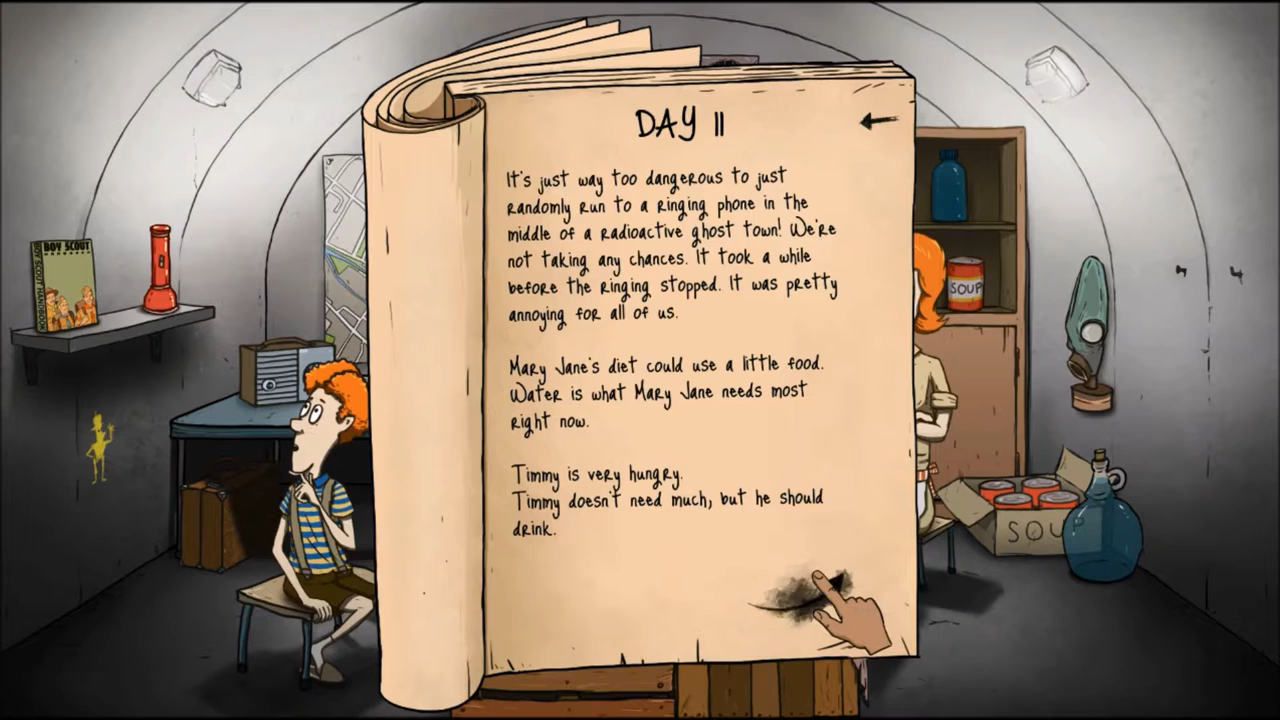 DAY 11
It's just way too dangerous to just
randomly run to a ringing phone in the
middle of a radioactive ghost town! We're
not taking any chances. It took a while
before the ringing stopped. It was pretty
annoying for all of us.
Mary Jane's diet could use a little food.
Water is what Mary Jane needs most
right now.
Timmy is very hungry.
Timmy doesn't need much, but he should
drink.
BOY SCOUT
BOY SCOUT HANDBOOK
SOUP
SOUP